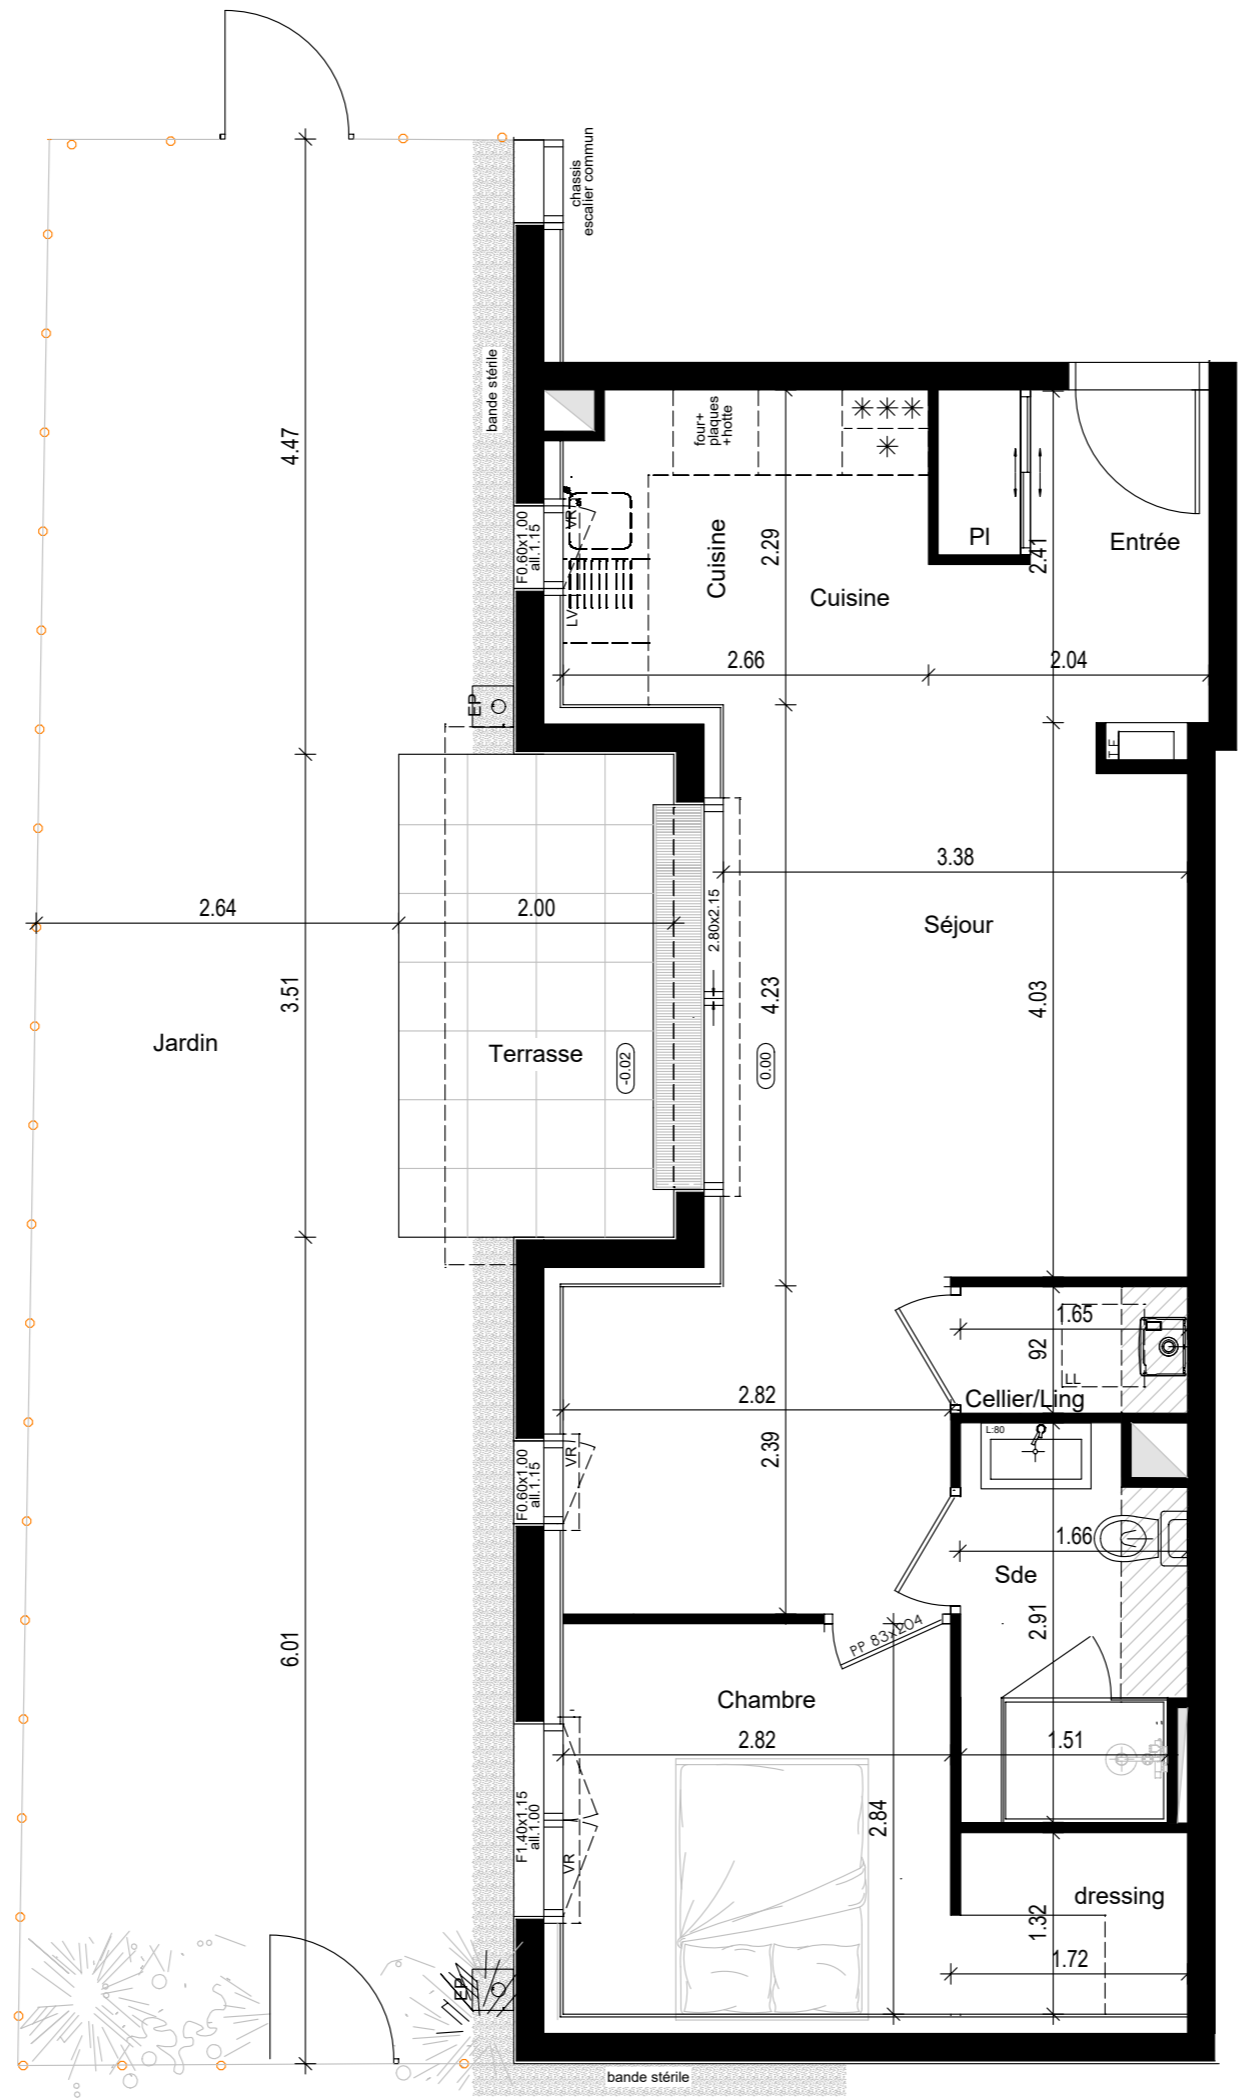 chassis
escalier commun
bande stérile
4.47
four+
plaques
+hotte
F0.60x1.00
all.1.15
VR
LV
Cuisine
2.29
Cuisine
Pl
2.41
Entrée
2.66
2.04
EP
T.E
3.38
2.64
2.00
2.80x2.15
Séjour
3.51
4.23
4.03
Jardin
Terrasse
-0.02
0.00
1.65
92
LL
Cellier/Ling
2.82
L:80
2.39
F0.60x1.00
all.1.15
VR
1.66
Sde
2.91
6.01
PP 83x204
Chambre
2.82
1.51
F1.40x1.15
all.1.00
VR
2.84
dressing
1.32
1.72
EP
bande stérile